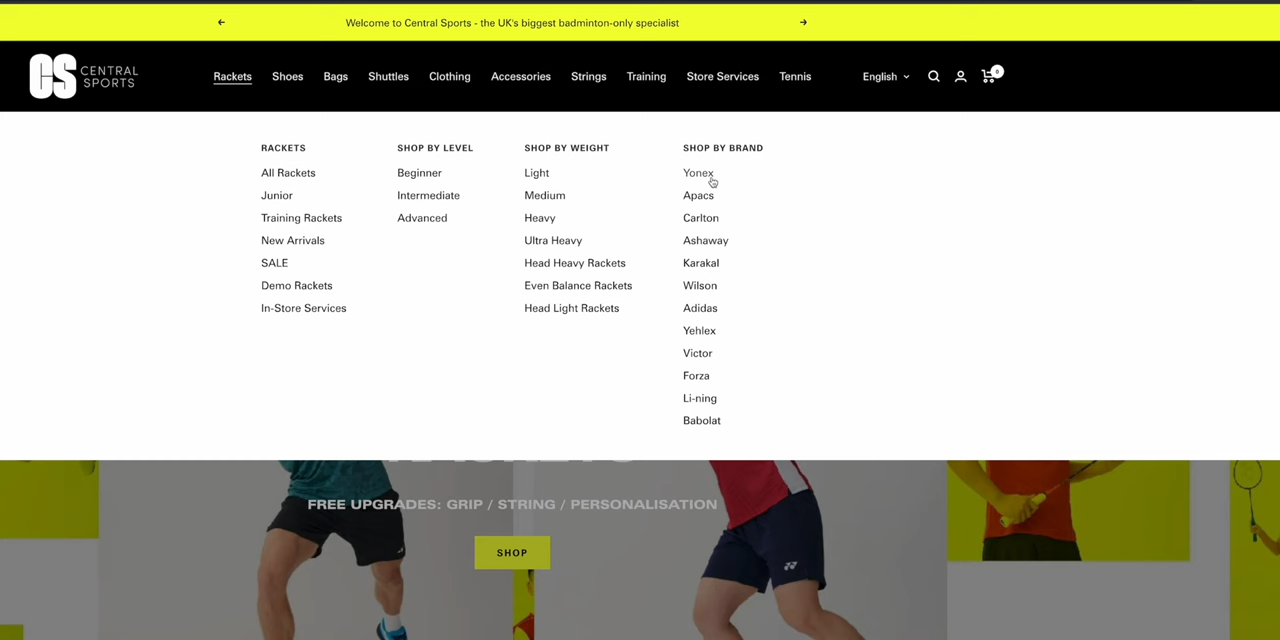 Welcome to Central Sports - the UK's biggest badminton-only specialist
CS CENTRAL SPORTS
Rackets Shoes Bags Shuttles Clothing Accessories Strings Training Store Services Tennis English 0
RACKETS
All Rackets
Junior
Training Rackets
New Arrivals
SALE
Demo Rackets
In-Store Services
SHOP BY LEVEL
Beginner
Intermediate
Advanced
SHOP BY WEIGHT
Light
Medium
Heavy
Ultra Heavy
Head Heavy Rackets
Even Balance Rackets
Head Light Rackets
SHOP BY BRAND
Yonex
Apacs
Carlton
Ashaway
Karakal
Wilson
Adidas
Yehlex
Victor
Forza
Li-ning
Babolat
FREE UPGRADES: GRIP / STRING / PERSONALISATION
SHOP